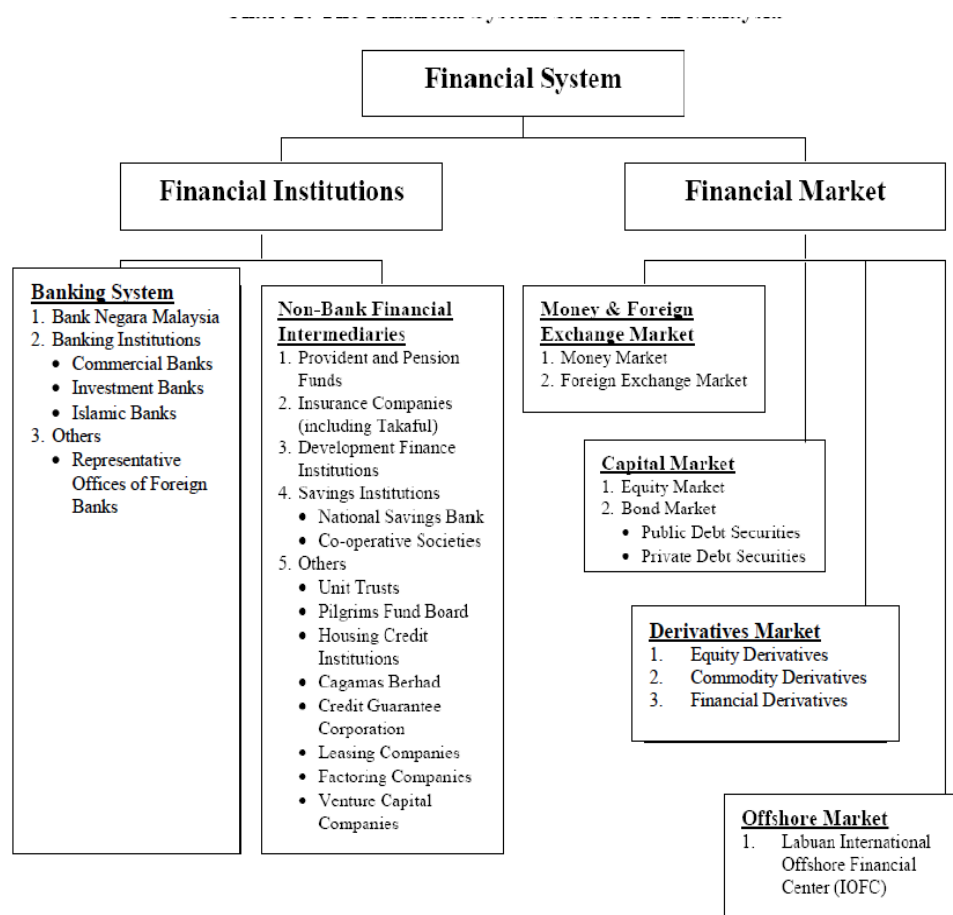 Financial System
Financial Institutions
Financial Market
Banking System
1. Bank Negara Malaysia
2. Banking Institutions
• Commercial Banks
• Investment Banks
• Islamic Banks
3. Others
• Representative
Offices of Foreign
Banks
Non-Bank Financial
Intermediaries
1. Provident and Pension
Funds
2. Insurance Companies
(including Takaful)
3. Development Finance
Institutions
4. Savings Institutions
• National Savings Bank
• Co-operative Societies
5. Others
• Unit Trusts
• Pilgrims Fund Board
• Housing Credit
Institutions
• Cagamas Berhad
• Credit Guarantee
Corporation
• Leasing Companies
• Factoring Companies
• Venture Capital
Companies
Money & Foreign
Exchange Market
1. Money Market
2. Foreign Exchange Market
Capital Market
1. Equity Market
2. Bond Market
• Public Debt Securities
• Private Debt Securities
Derivatives Market
1. Equity Derivatives
2. Commodity Derivatives
3. Financial Derivatives
Offshore Market
1. Labuan International
Offshore Financial
Center (IOFC)